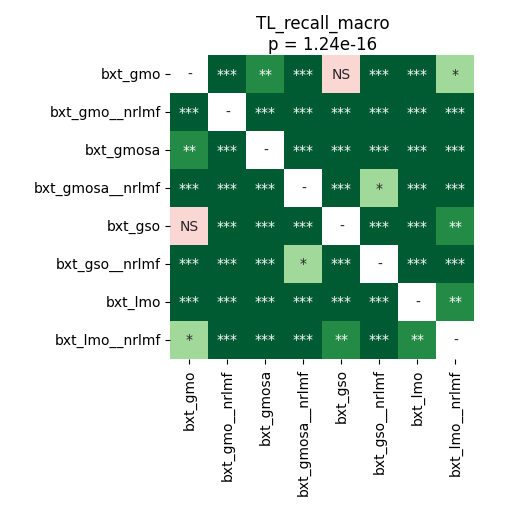 TL_recall_macro
p = 1.24e-16
bxt_gmo - *** ** *** NS *** *** *
bxt_gmo__nrlmf *** - *** *** *** *** *** ***
bxt_gmosa ** *** - *** *** *** *** ***
bxt_gmosa__nrlmf *** *** *** - *** * *** ***
bxt_gso NS *** *** *** - *** *** **
bxt_gso__nrlmf *** *** *** * *** - *** ***
bxt_lmo *** *** *** *** *** *** - **
bxt_lmo__nrlmf * *** *** *** ** *** ** -
bxt_gmo
bxt_gmo__nrlmf
bxt_gmosa
bxt_gmosa__nrlmf
bxt_gso
bxt_gso__nrlmf
bxt_lmo
bxt_lmo__nrlmf